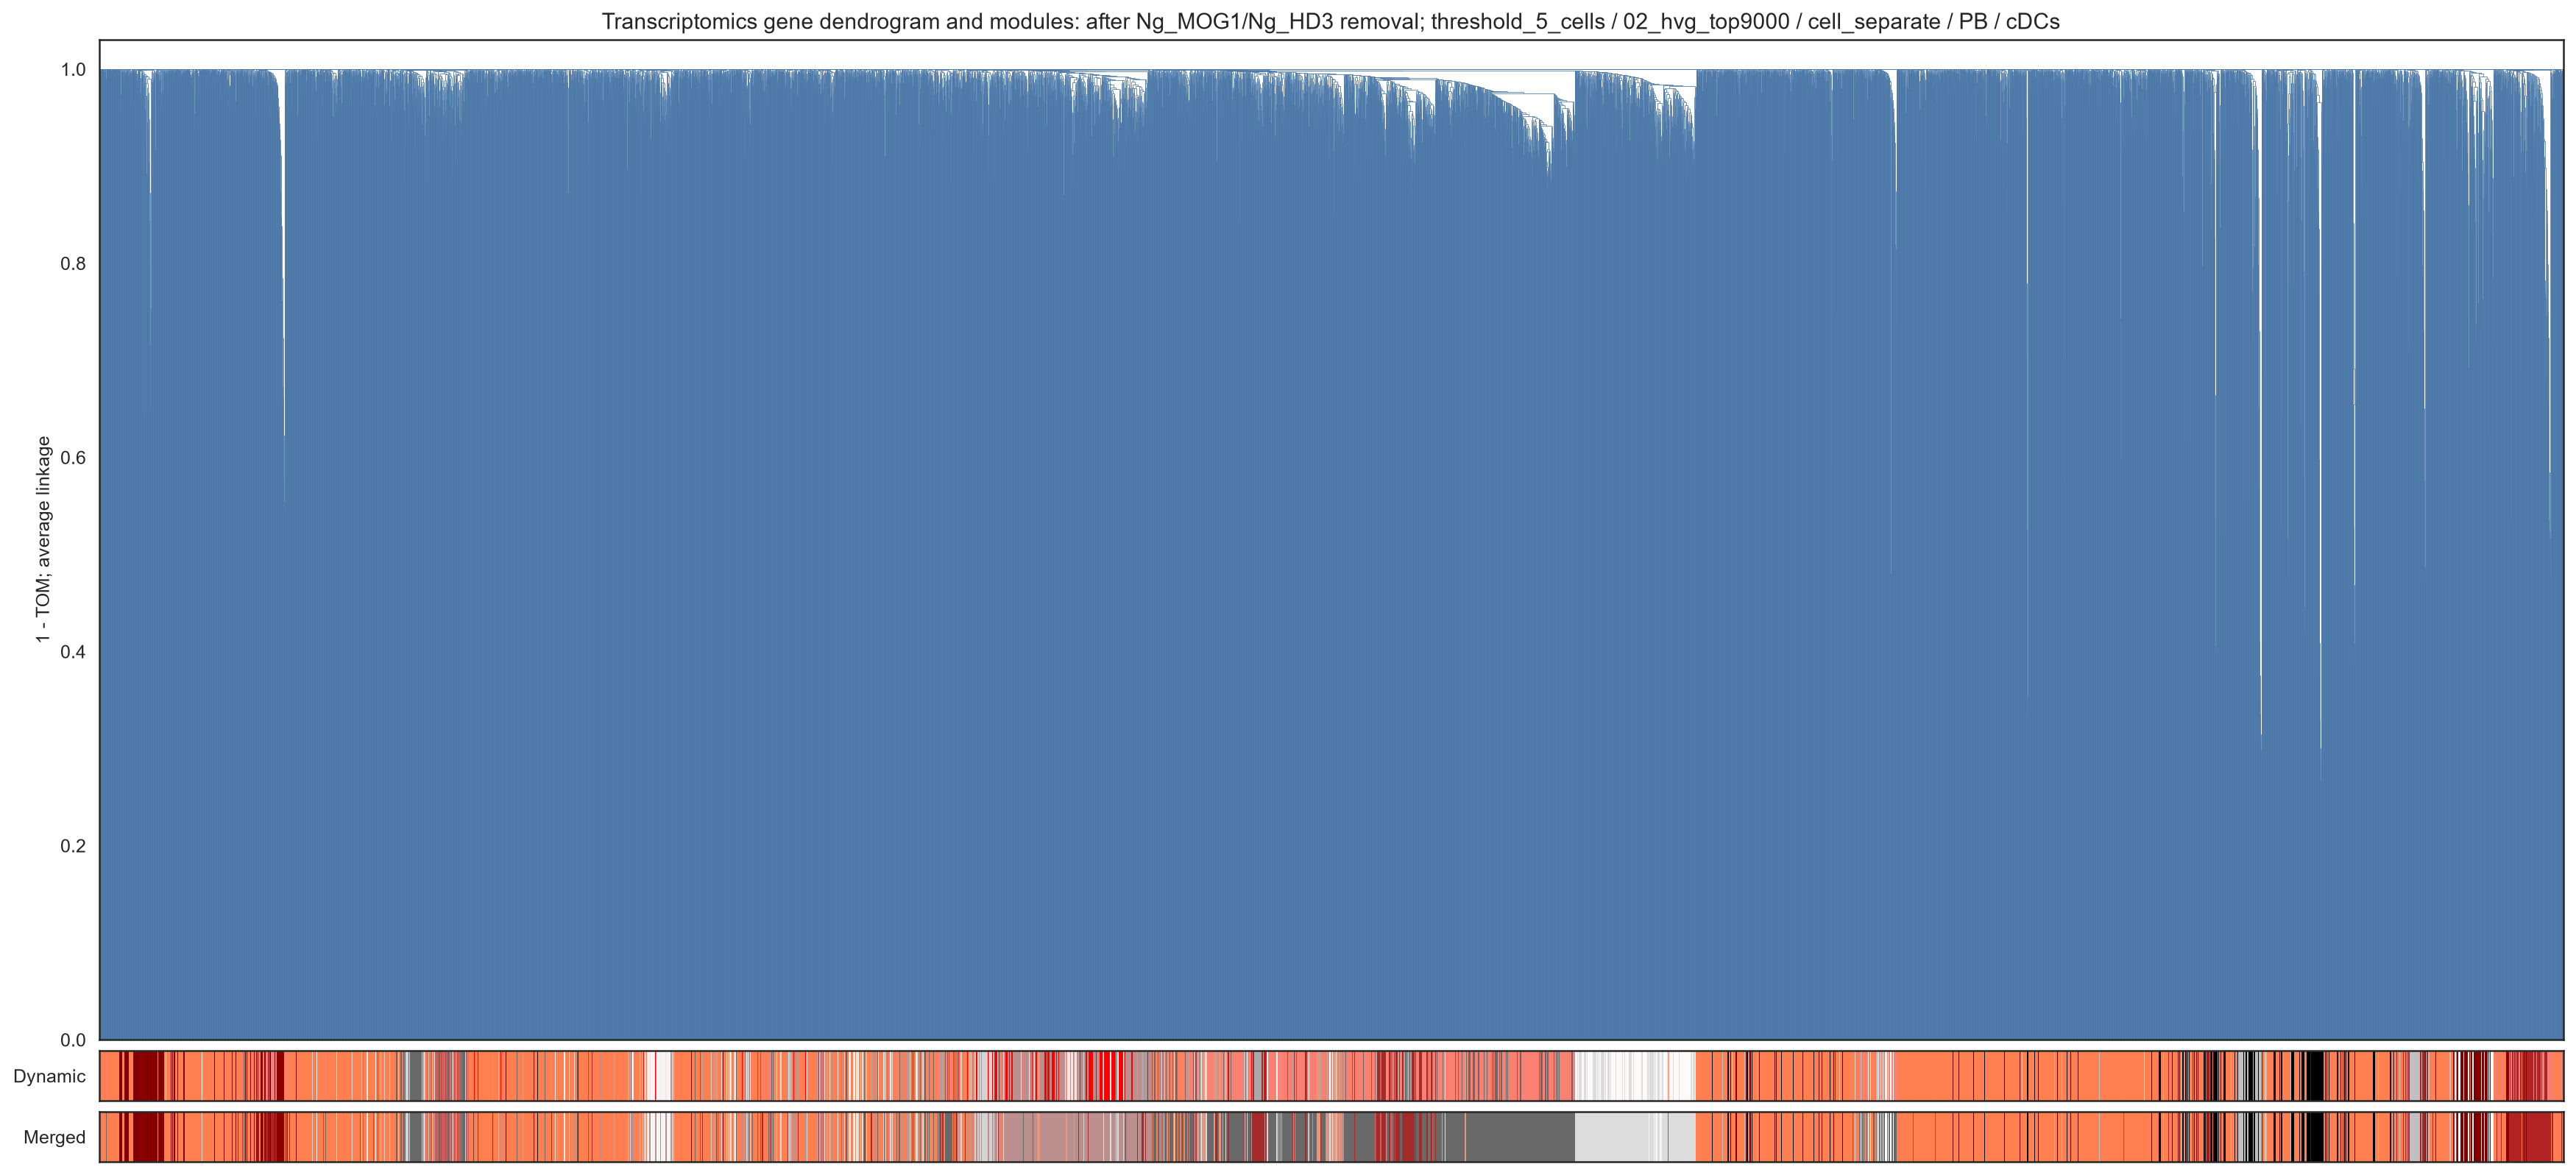 Transcriptomics gene dendrogram and modules: after Ng_MOG1/Ng_HD3 removal; threshold_5_cells / 02_hvg_top9000 / cell_separate / PB / cDCs
1.0
0.8
0.6
0.4
0.2
0.0
1 - TOM; average linkage
Dynamic
Merged